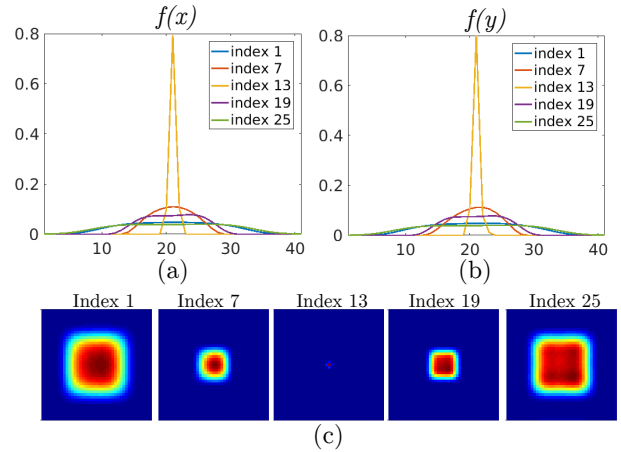 f(x) f(y)
0.8 0.8
index 1 index 1
index 7 index 7
index 13 index 13
0.6 0.6
index 19 index 19
index 25 index 25
0.4 0.4
0.2 0.2
0 0
10 20 30 40 10 20 30 40
(a) (b)
Index 1 Index 7 Index 13 Index 19 Index 25
(c)